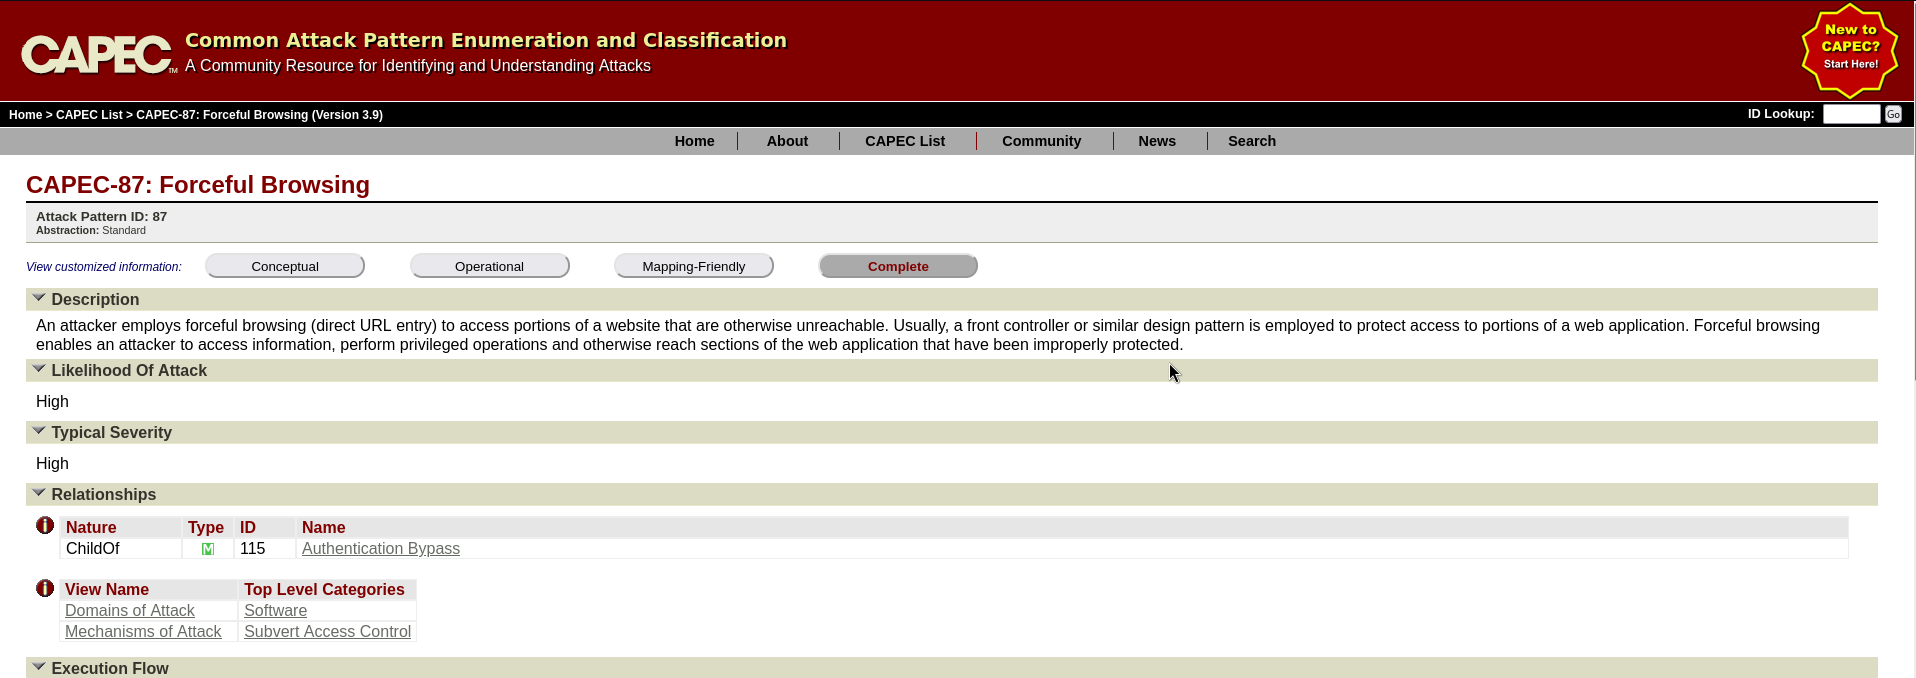 CAPEC™
Common Attack Pattern Enumeration and Classification
A Community Resource for Identifying and Understanding Attacks
New to
CAPEC?
Start Here!
Home > CAPEC List > CAPEC-87: Forceful Browsing (Version 3.9)
ID Lookup: Go
Home About CAPEC List Community News Search
CAPEC-87: Forceful Browsing
Attack Pattern ID: 87
Abstraction: Standard
View customized information: Conceptual Operational Mapping-Friendly Complete
Description
An attacker employs forceful browsing (direct URL entry) to access portions of a website that are otherwise unreachable. Usually, a front controller or similar design pattern is employed to protect access to portions of a web application. Forceful browsing
enables an attacker to access information, perform privileged operations and otherwise reach sections of the web application that have been improperly protected.
Likelihood Of Attack
High
Typical Severity
High
Relationships
Nature Type ID Name
ChildOf M 115 Authentication Bypass
View Name Top Level Categories
Domains of Attack Software
Mechanisms of Attack Subvert Access Control
Execution Flow